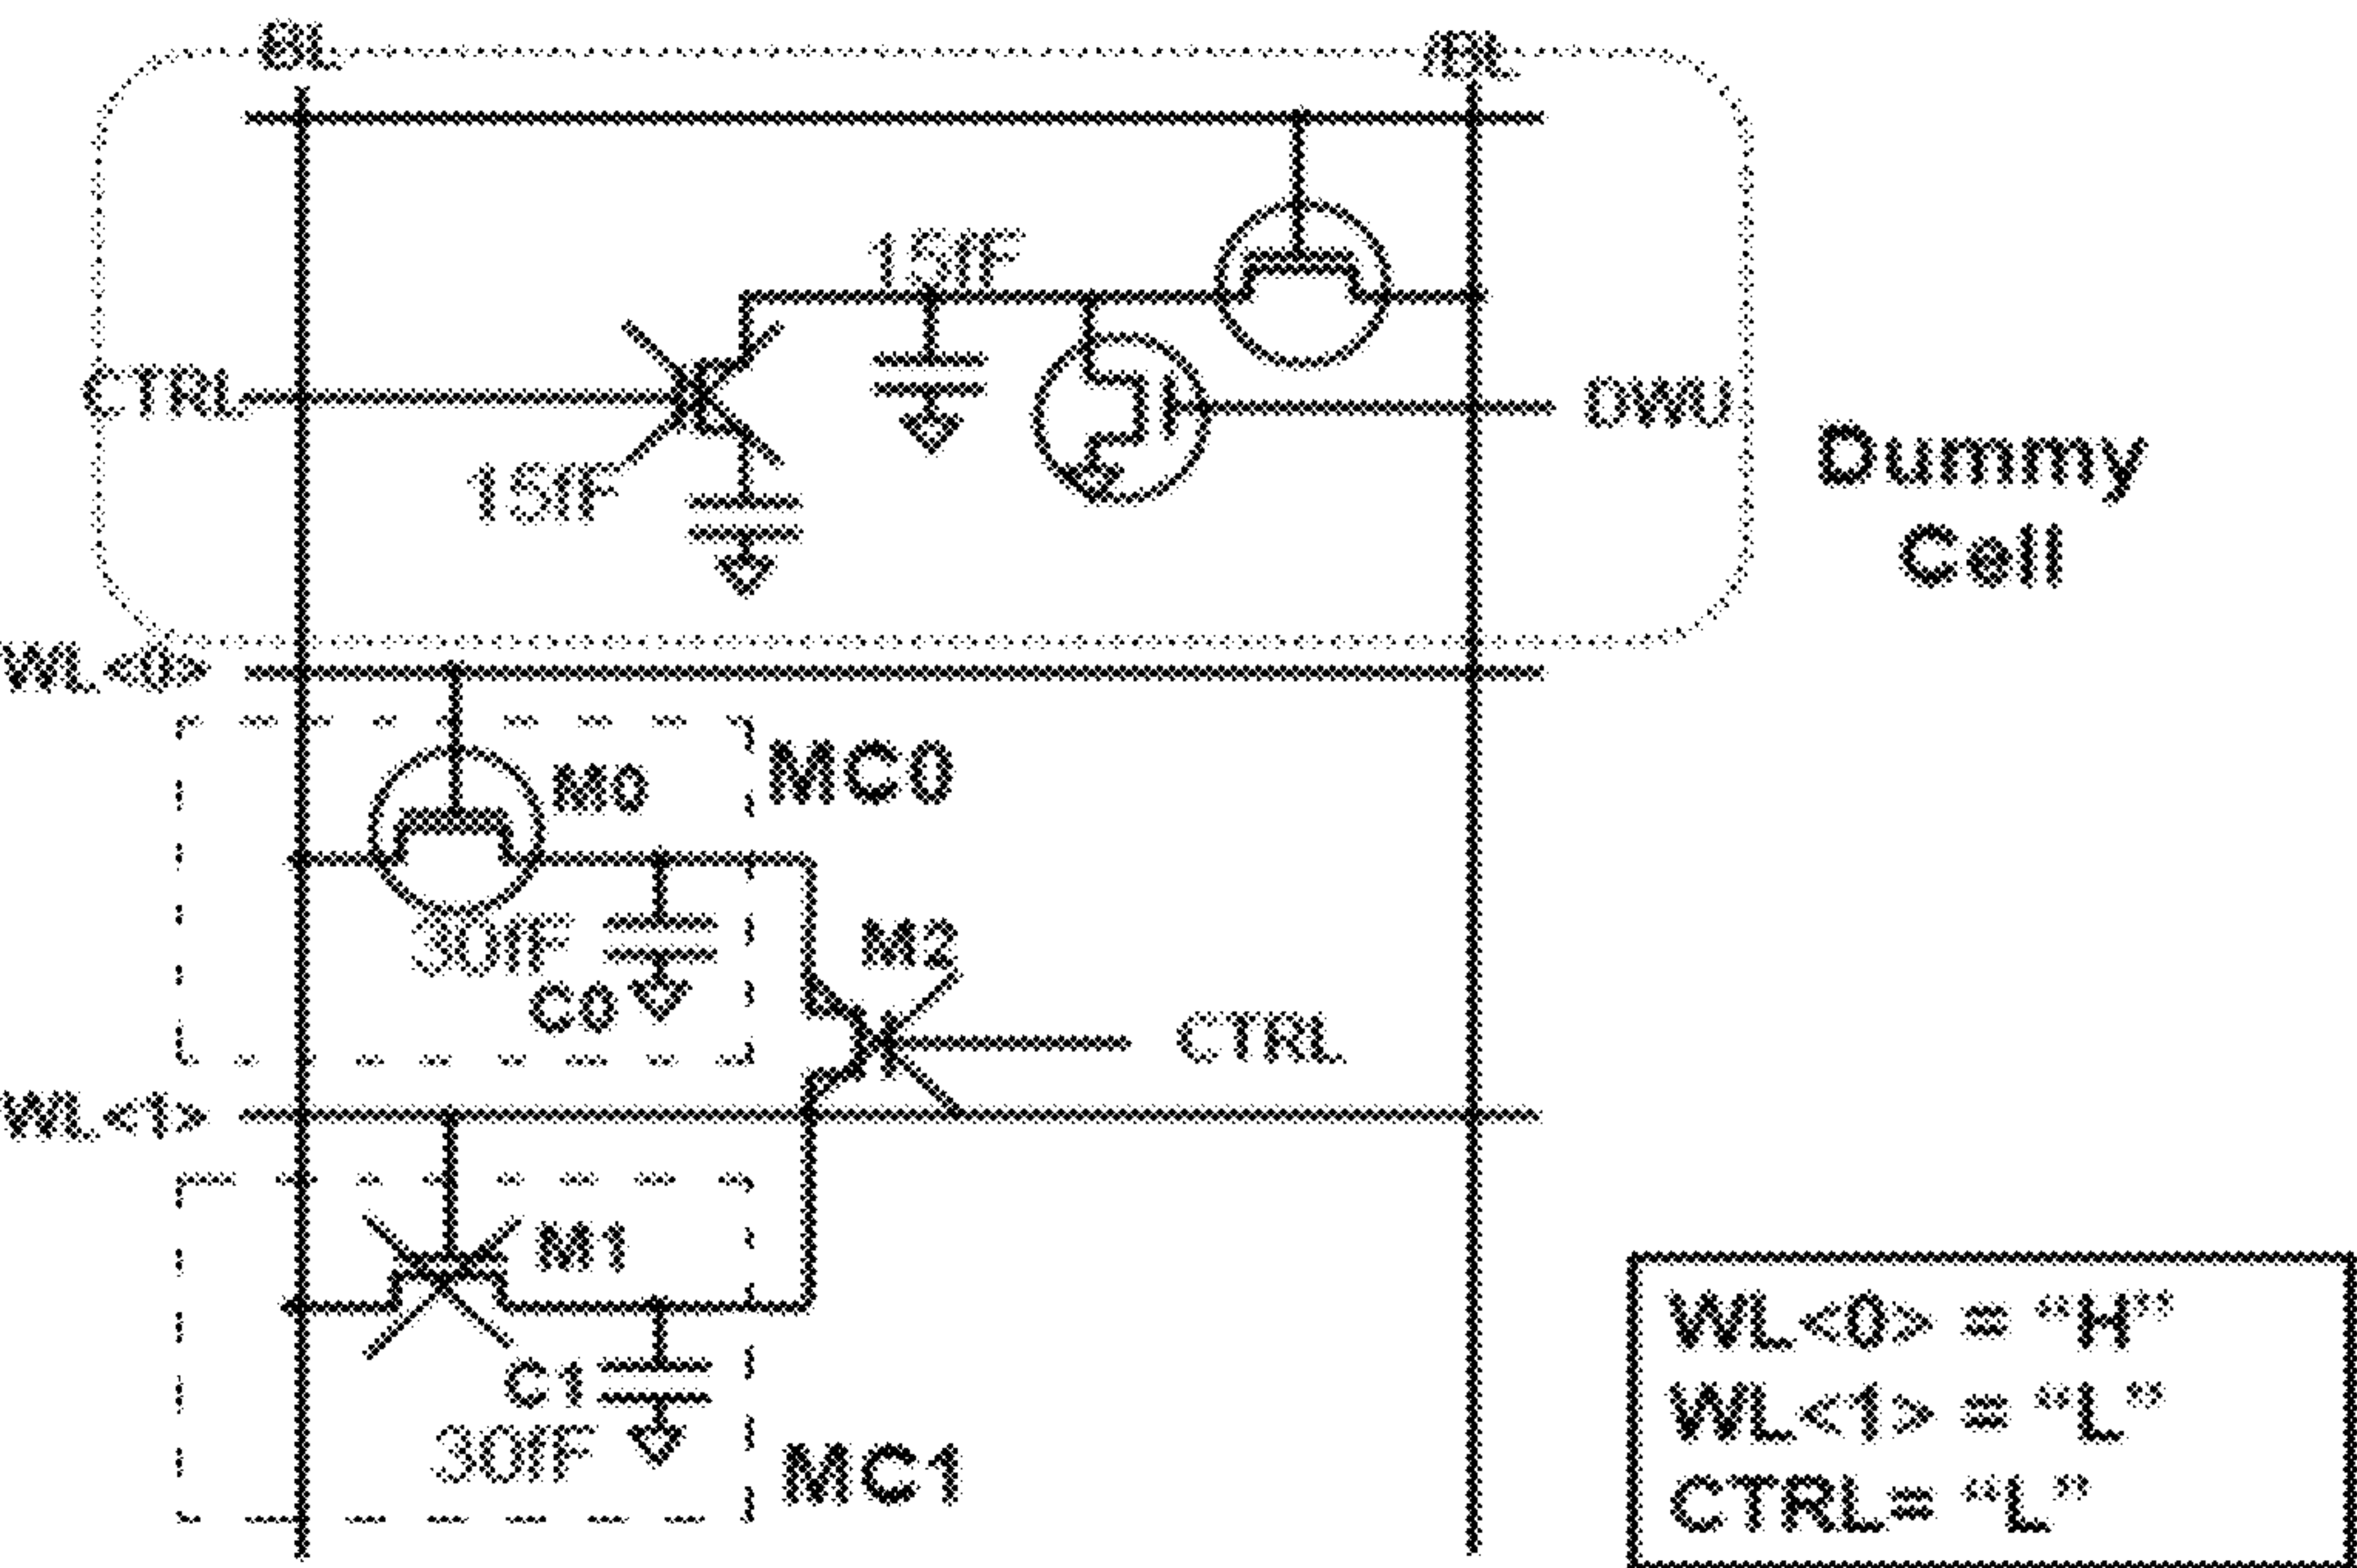 BL
/BL
15fF
CTRL
DWU
15fF
Dummy
Cell
WL<0>
M0
MC0
30fF
M2
C0
CTRL
WL<1>
M1
C1
30fF
MC1
WL<0> = “H”
WL<1> = “L”
CTRL= “L”